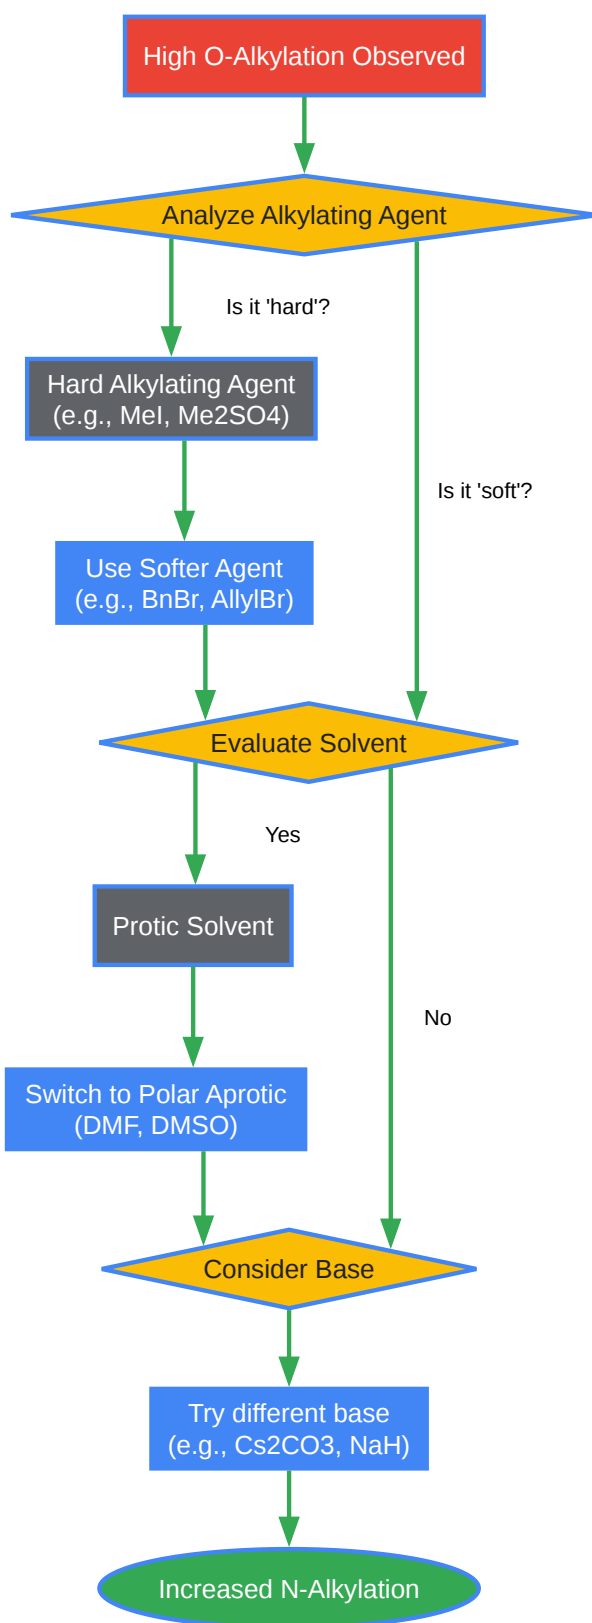 High O-Alkylation Observed
Analyze Alkylating Agent
Is it 'hard'?
Hard Alkylating Agent
(e.g., MeI, Me2SO4)
Is it 'soft'?
Use Softer Agent
(e.g., BnBr, AllylBr)
Evaluate Solvent
Yes
Protic Solvent
No
Switch to Polar Aprotic
(DMF, DMSO)
Consider Base
Try different base
(e.g., Cs2CO3, NaH)
Increased N-Alkylation